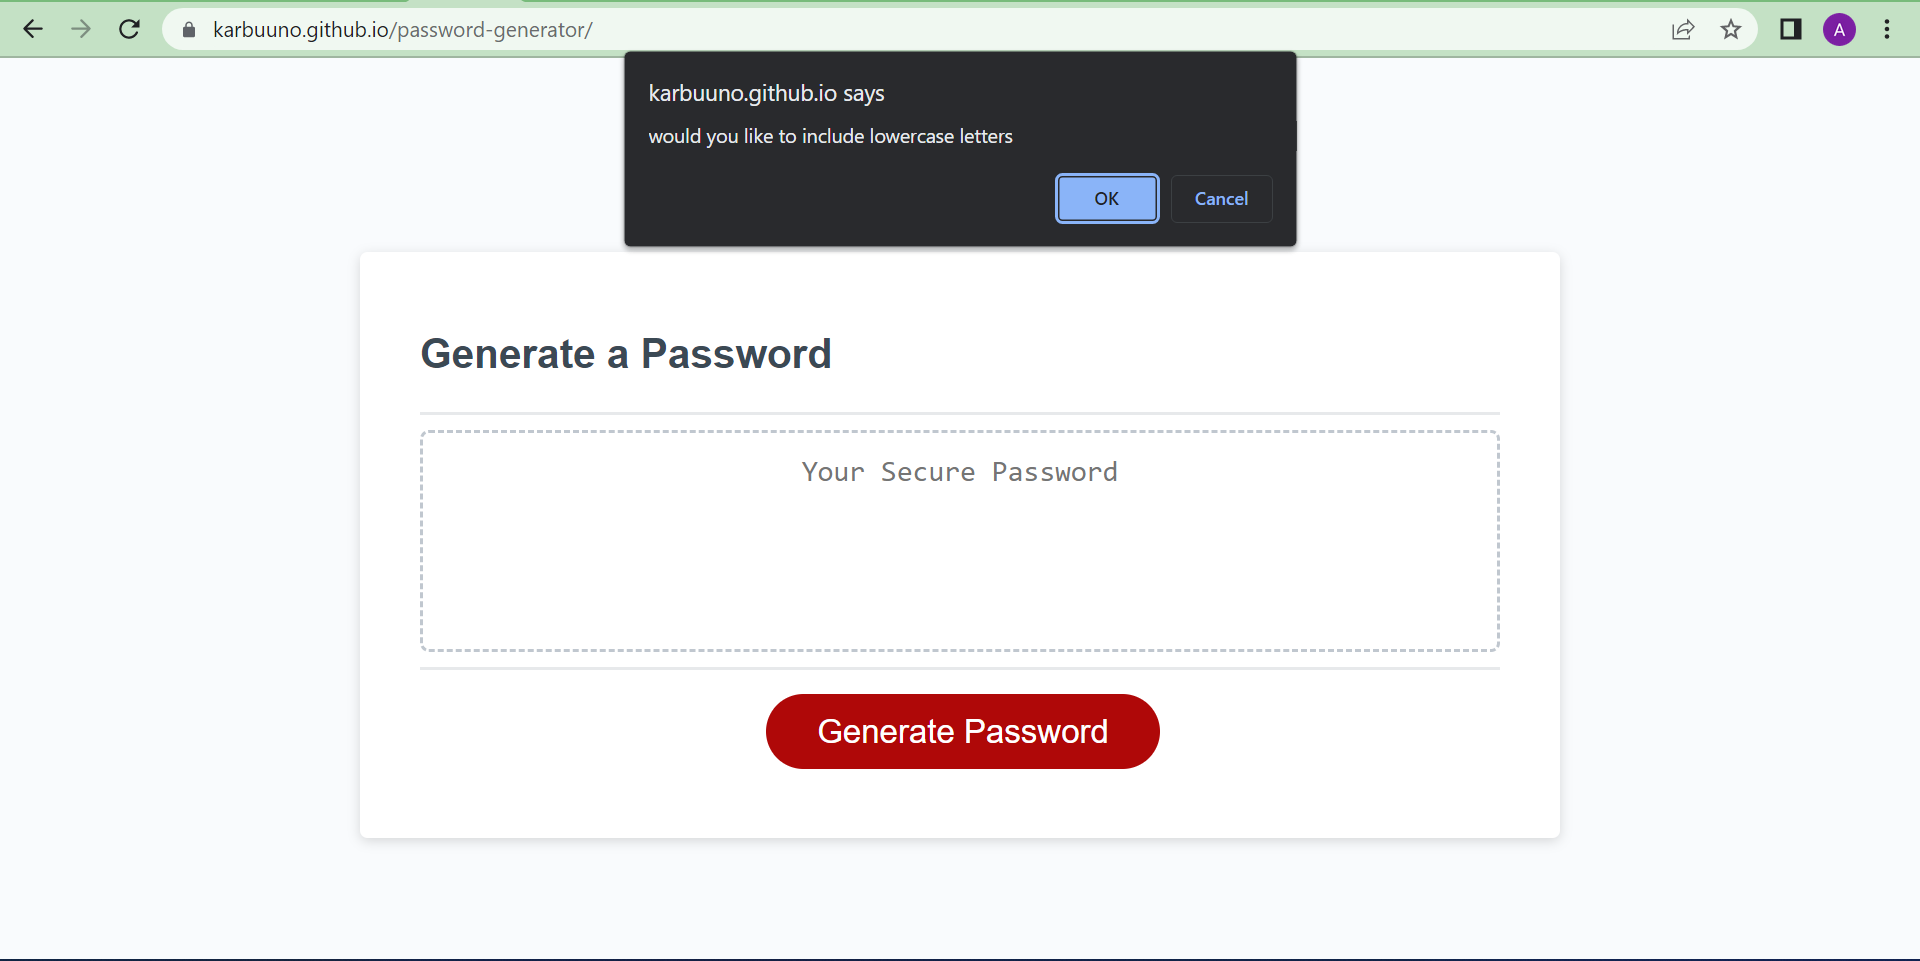 karbuuno.github.io/password-generator/
A
karbuuno.github.io says
would you like to include lowercase letters
OK Cancel
Generate a Password
Your Secure Password
Generate Password